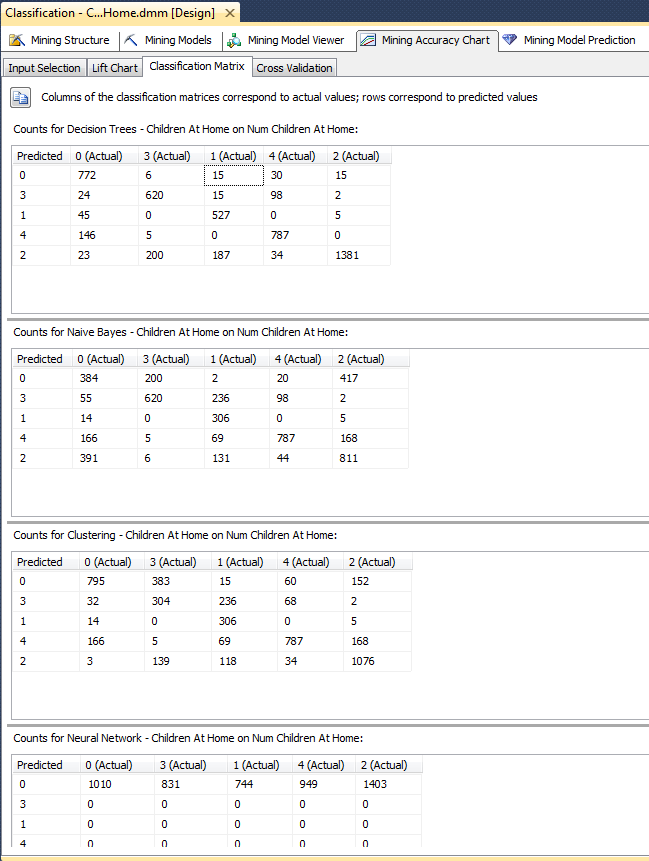 Classification - C...Home.dmm [Design]
Mining Structure Mining Models Mining Model Viewer Mining Accuracy Chart Mining Model Prediction
Input Selection Lift Chart Classification Matrix Cross Validation
Columns of the classification matrices correspond to actual values; rows correspond to predicted values
Counts for Decision Trees - Children At Home on Num Children At Home:
Predicted 0 (Actual) 3 (Actual) 1 (Actual) 4 (Actual) 2 (Actual)
0 772 6 15 30 15
3 24 620 15 98 2
1 45 0 527 0 5
4 146 5 0 787 0
2 23 200 187 34 1381
Counts for Naive Bayes - Children At Home on Num Children At Home:
Predicted 0 (Actual) 3 (Actual) 1 (Actual) 4 (Actual) 2 (Actual)
0 384 200 2 20 417
3 55 620 236 98 2
1 14 0 306 0 5
4 166 5 69 787 168
2 391 6 131 44 811
Counts for Clustering - Children At Home on Num Children At Home:
Predicted 0 (Actual) 3 (Actual) 1 (Actual) 4 (Actual) 2 (Actual)
0 795 383 15 60 152
3 32 304 236 68 2
1 14 0 306 0 5
4 166 5 69 787 168
2 3 139 118 34 1076
Counts for Neural Network - Children At Home on Num Children At Home:
Predicted 0 (Actual) 3 (Actual) 1 (Actual) 4 (Actual) 2 (Actual)
0 1010 831 744 949 1403
3 0 0 0 0 0
1 0 0 0 0 0
4 0 0 0 0 0